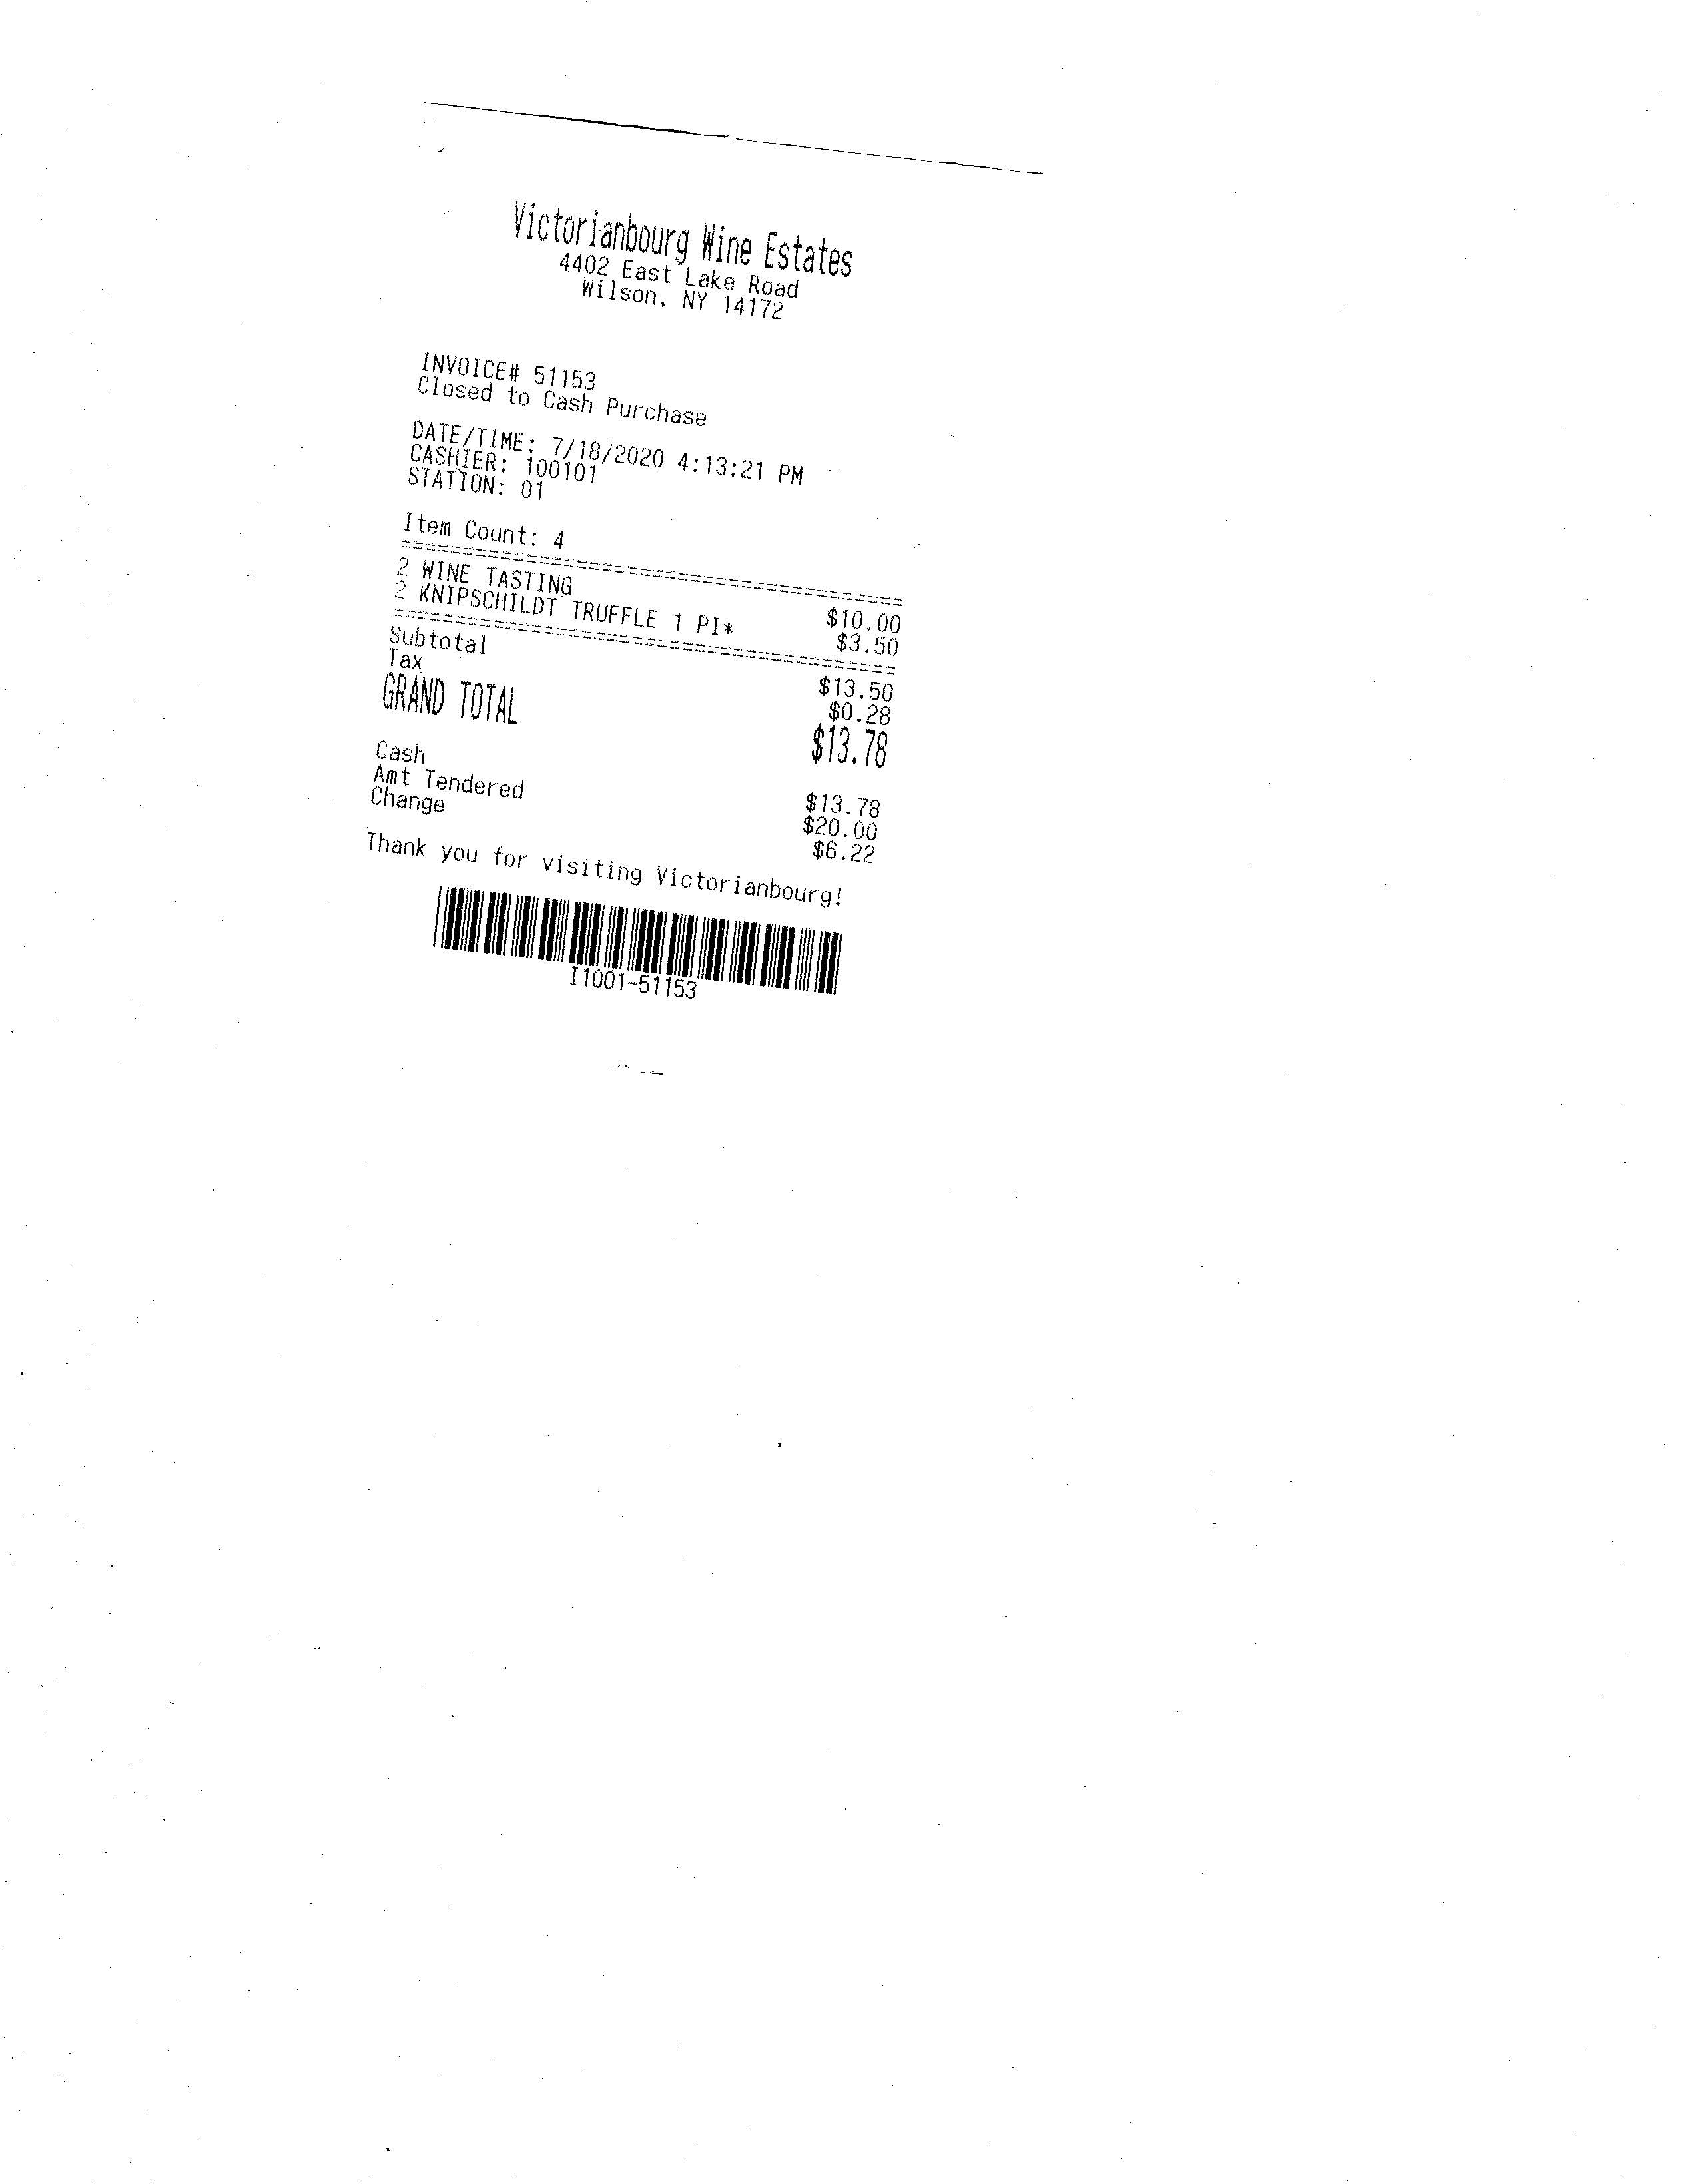 Victorianbourg Wine Estates
4402 East Lake Road
Wilson, NY 14172
INVOICE# 51153
Closed to Cash Purchase
DATE/TIME: 7/18/2020 4:13:21 PM
CASHIER: 100101
STATION: 01
Item Count: 4
========================================
2 WINE TASTING $10.00
2 KNIPSCHILDT TRUFFLE 1 PI* $3.50
========================================
Subtotal $13.50
Tax $0.28
GRAND TOTAL $13.78
Cash $13.78
Amt Tendered $20.00
Change $6.22
Thank you for visiting Victorianbourg!
I1001-51153